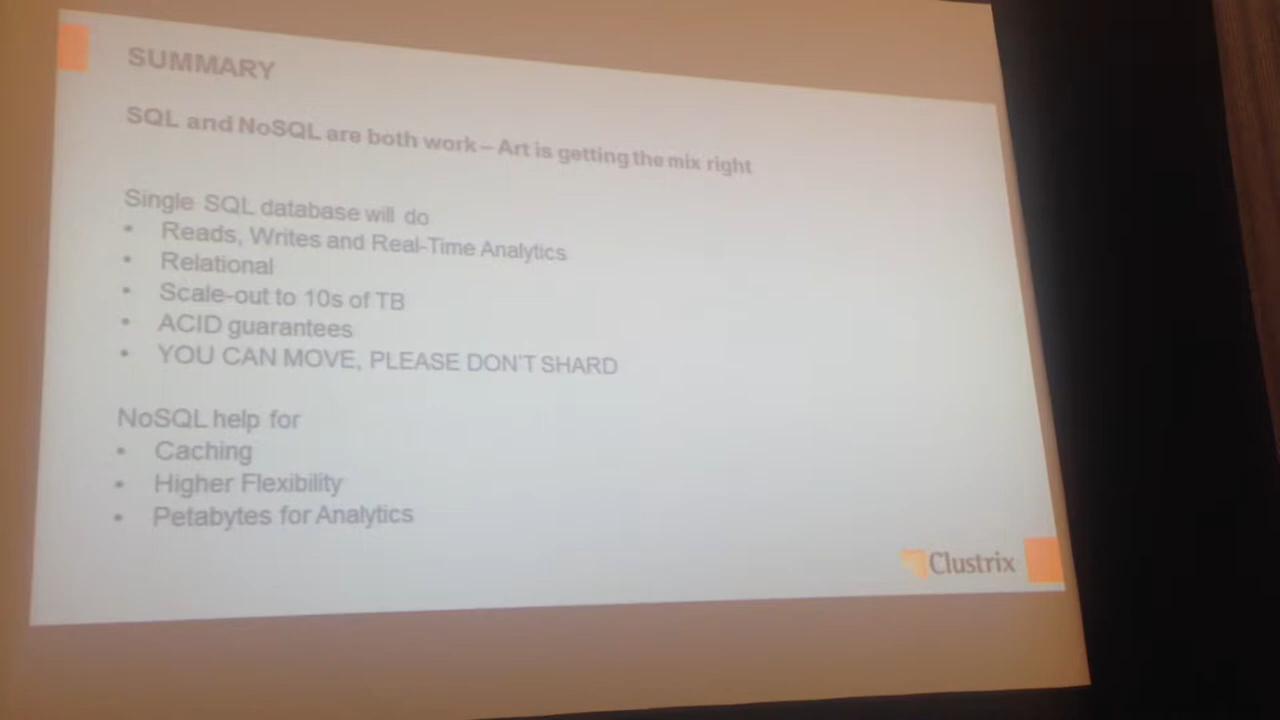 SUMMARY
SQL and NoSQL are both work – Art is getting the mix right
Single SQL database will do
• Reads, Writes and Real-Time Analytics
• Relational
• Scale-out to 10s of TB
• ACID guarantees
• YOU CAN MOVE, PLEASE DON'T SHARD
NoSQL help for
• Caching
• Higher Flexibility
• Petabytes for Analytics
Clustrix